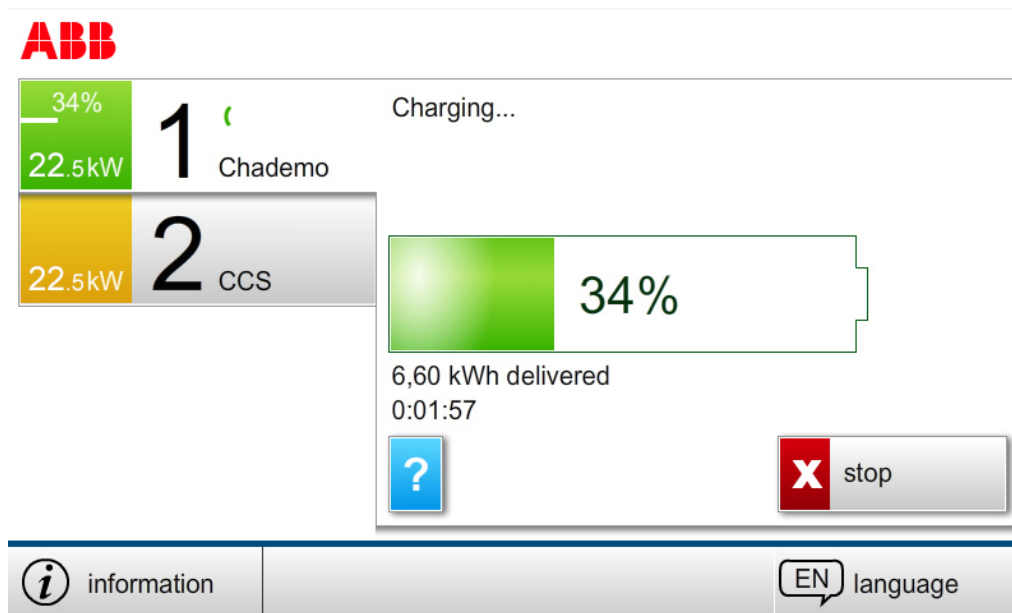 ABB
34%
22.5kW
1
Chademo
22.5kW
2
CCS
Charging...
34%
6,60 kWh delivered
0:01:57
?
X stop
i information
EN language